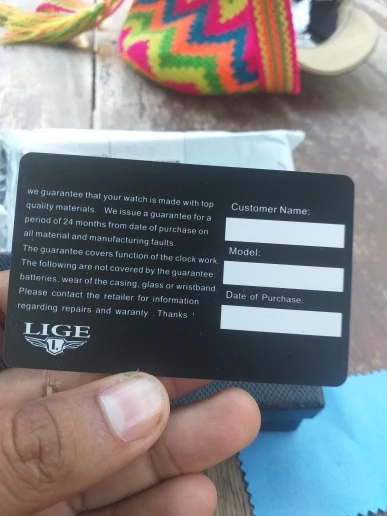 we guarantee that your watch is made with top
quality materials. We issue a guarantee for a
period of 24 months from date of purchase on
all material and manufacturing faults.
The guarantee covers function of the clock work.
The following are not covered by the guarantee:
batteries, wear of the casing, glass or wristband.
Please contact the retailer for information
regarding repairs and waranty . Thanks !
LIGE
L
Customer Name:
Model:
Date of Purchase: